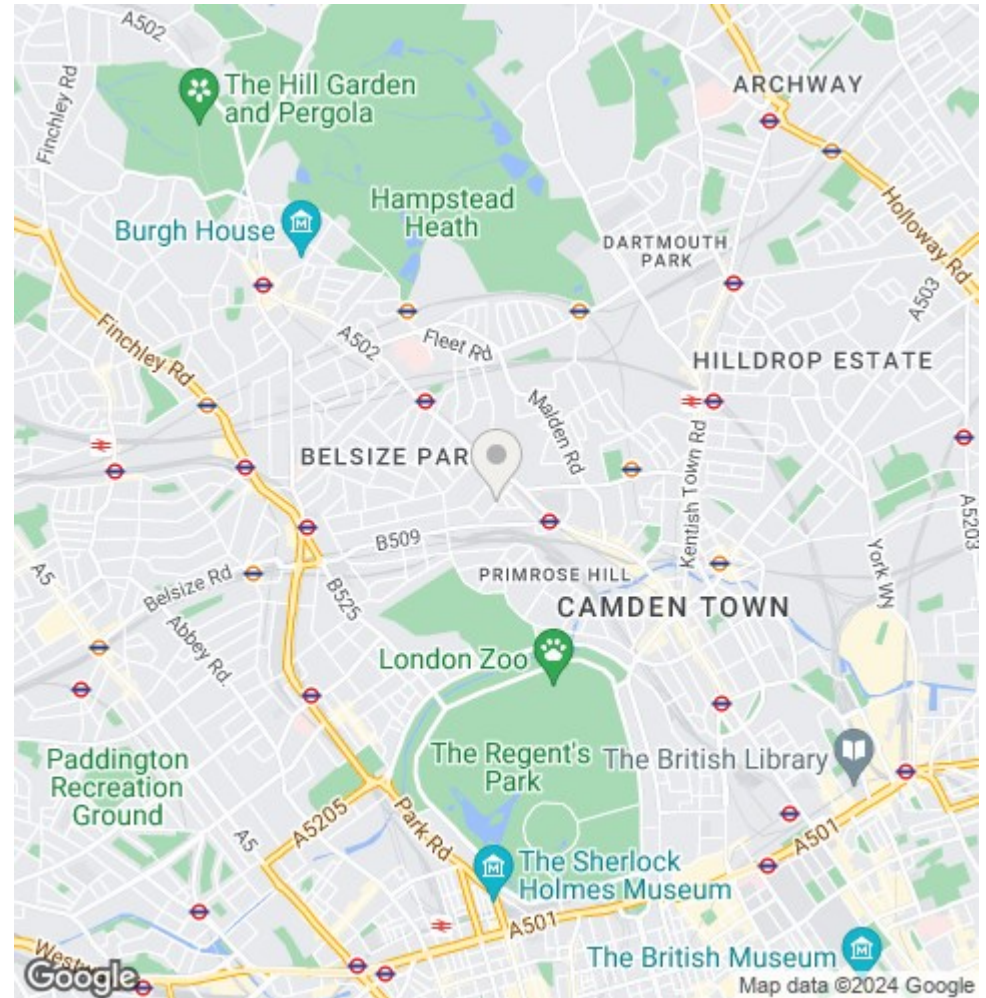 A502
The Hill Garden
and Pergola
ARCHWAY
Finchley Rd
Hampstead
Heath
Holloway Rd
Burgh House
DARTMOUTH
PARK
A503
A502
Fleet Rd
Finchley Rd
HILLDROP ESTATE
Malden Rd
BELSIZE PAR
Kentish Town Rd
A5203
B509
York WN
A5
Belsize Rd
B525
PRIMROSE HILL
CAMDEN TOWN
Abbey Rd.
London Zoo
The Regent's
Park
The British Library
Paddington
Recreation
Ground
A5205
Park Rd
A5
A501
The Sherlock
Holmes Museum
A501
The British Museum
Westw
Google
Map data ©2024 Google